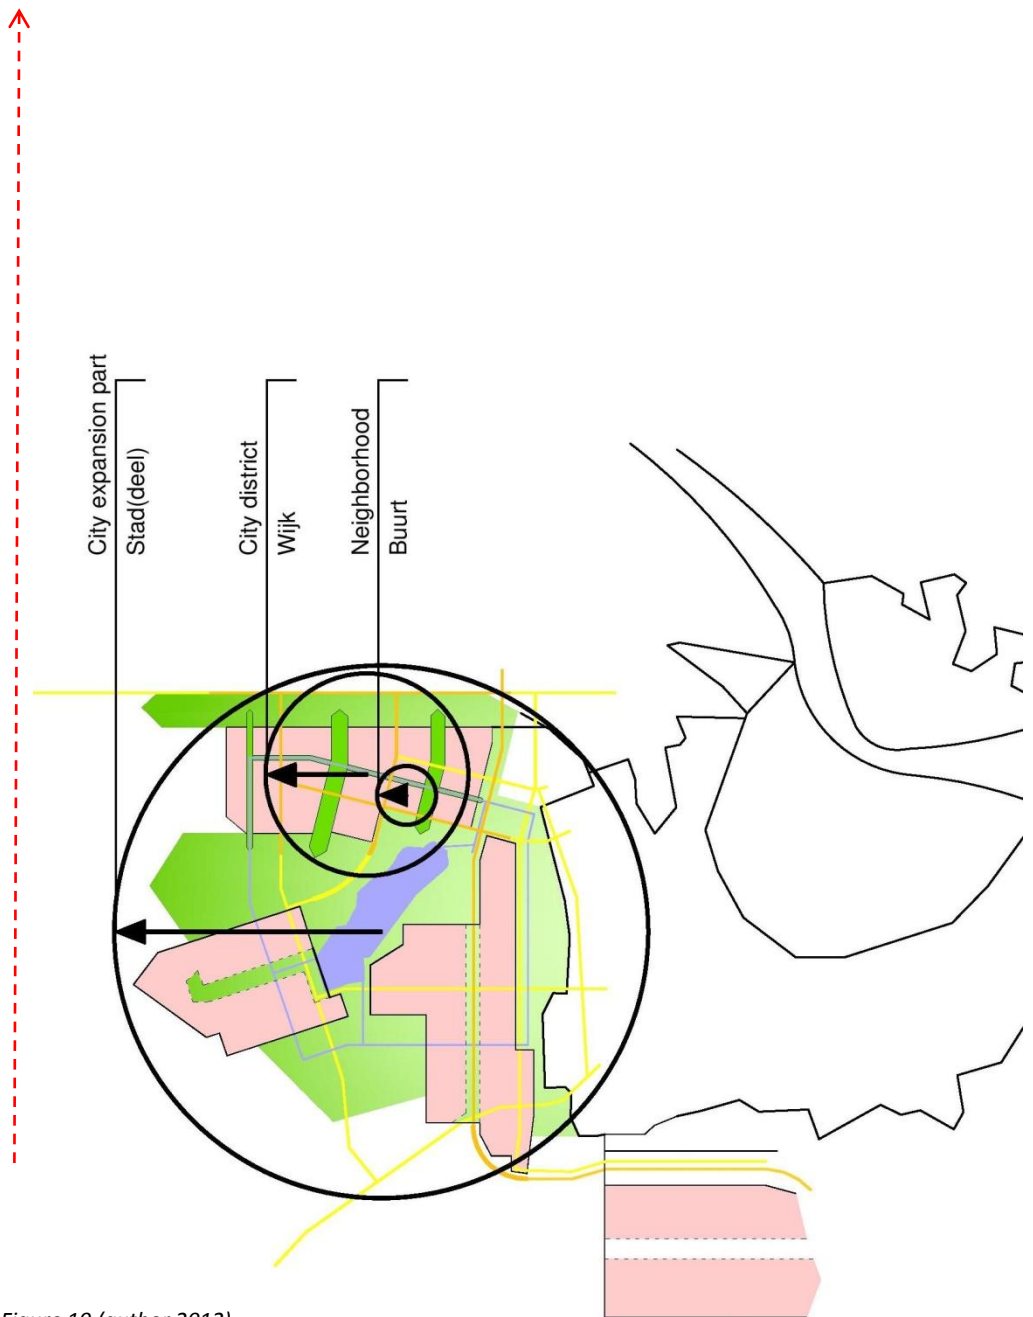 City expansion part
Stad(deel)
City district
Wijk
Neighborhood
Buurt